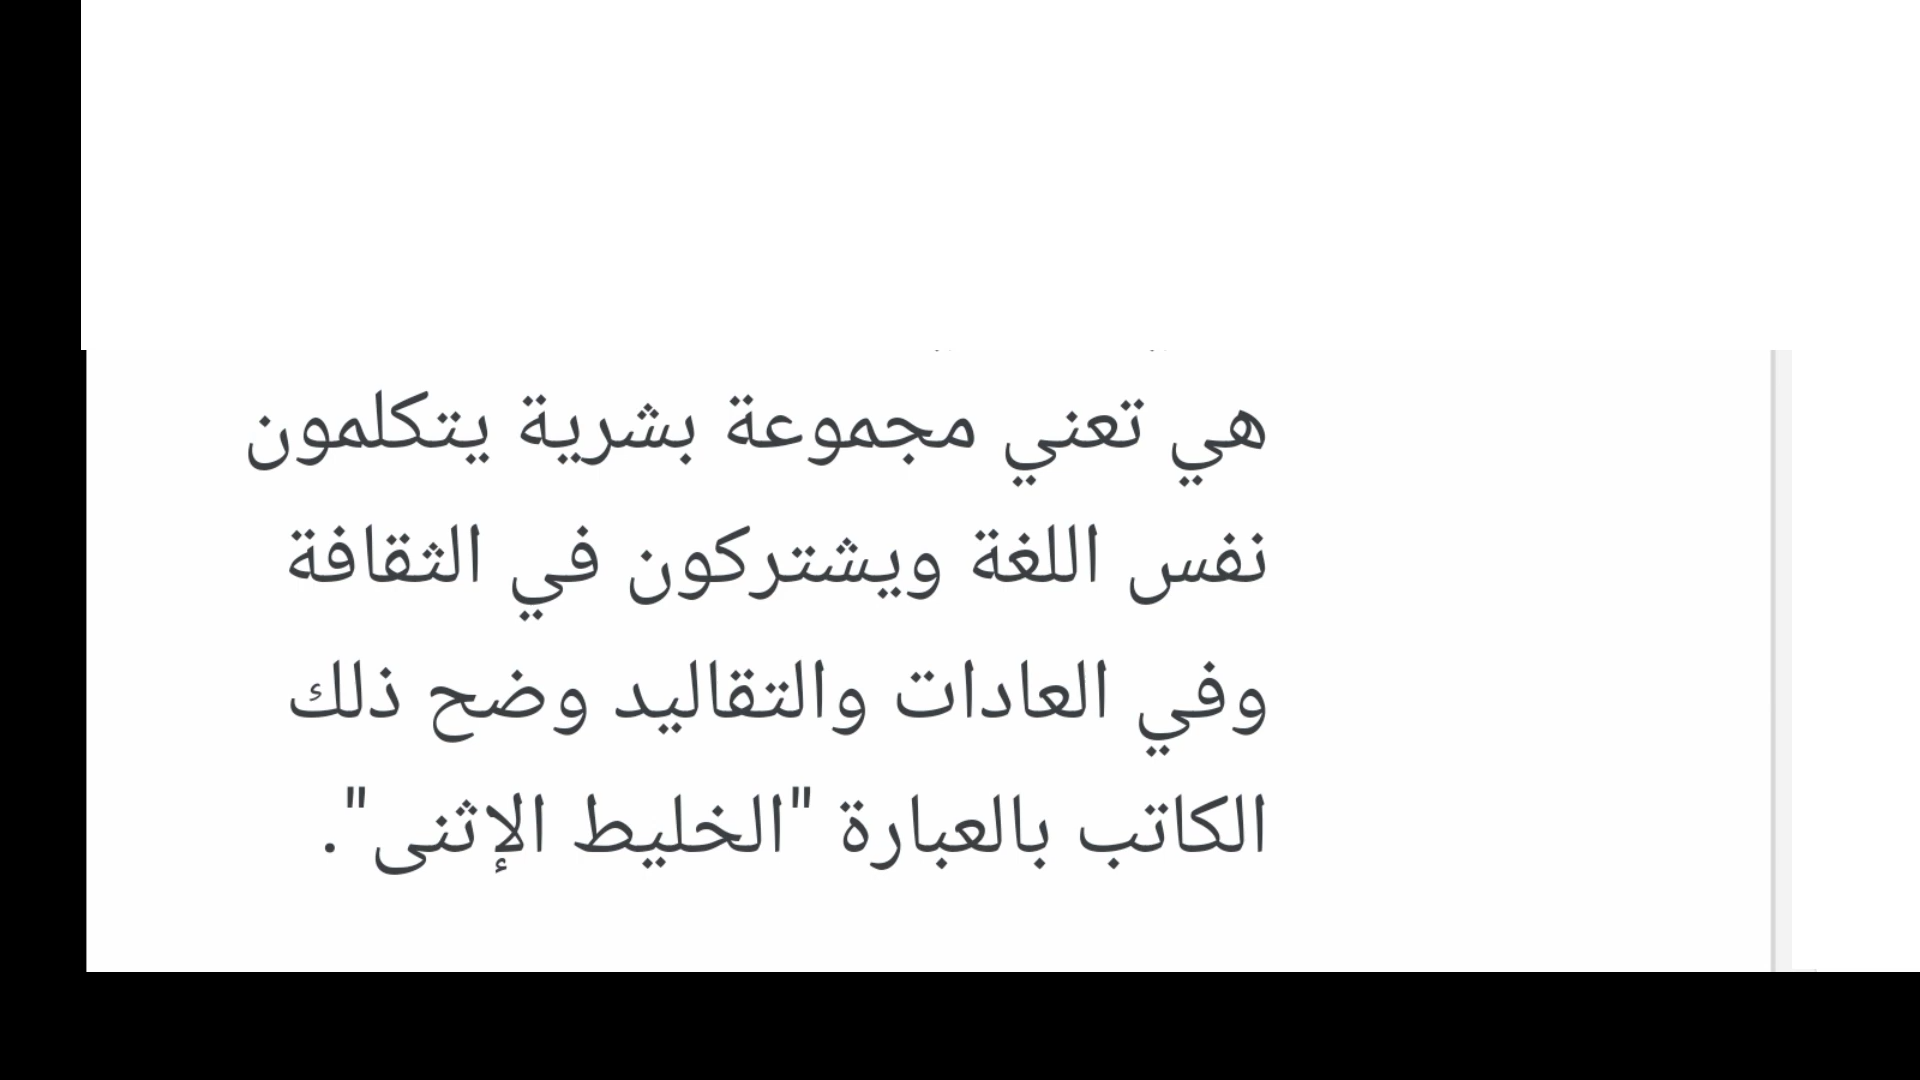 هي تعني مجموعة بشرية يتكلمون
نفس اللغة ويشتركون في الثقافة
وفي العادات والتقاليد وضح ذلك
الكاتب بالعبارة "الخليط الإثنى".